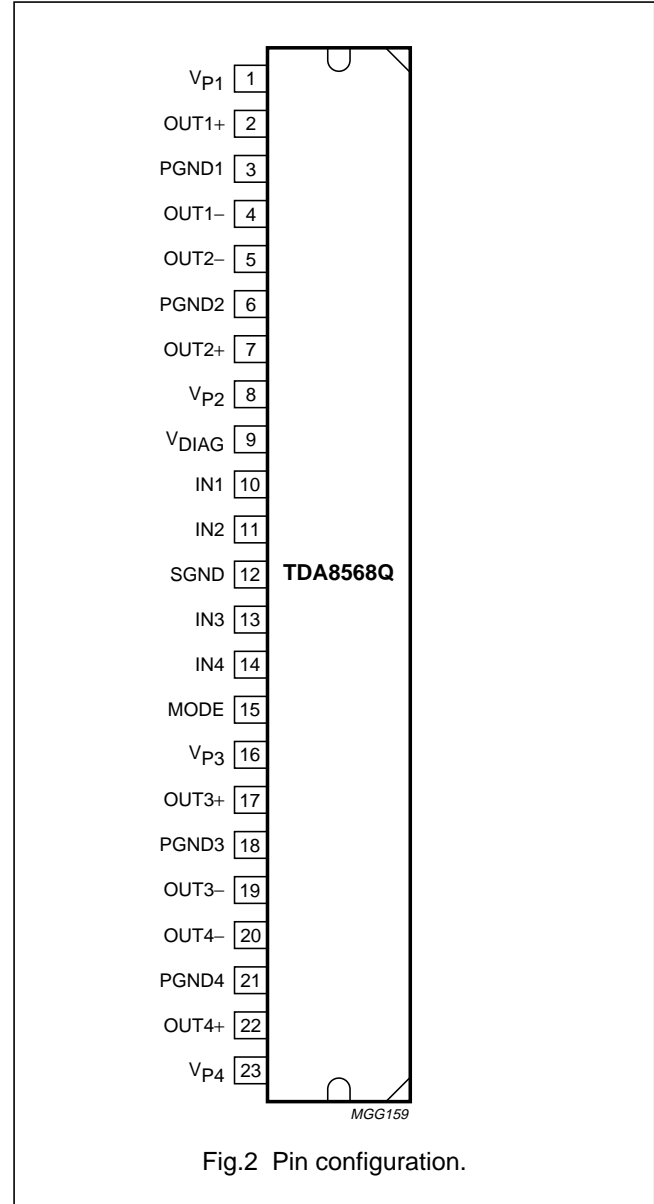 VP1 1
OUT1+ 2
PGND1 3
OUT1− 4
OUT2− 5
PGND2 6
OUT2+ 7
VP2 8
VDIAG 9
IN1 10
IN2 11
SGND 12 TDA8568Q
IN3 13
IN4 14
MODE 15
VP3 16
OUT3+ 17
PGND3 18
OUT3− 19
OUT4− 20
PGND4 21
OUT4+ 22
VP4 23
MGG159
Fig.2 Pin configuration.